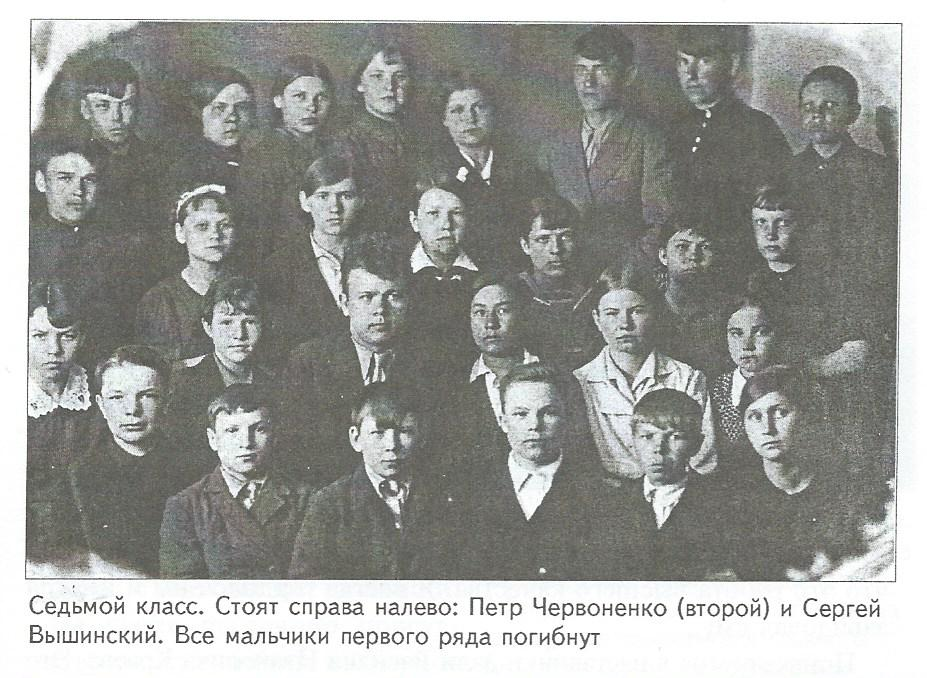 Седьмой класс. Стоят справа налево: Петр Червоненко (второй) и Сергей
Вышинский. Все мальчики первого ряда погибнут